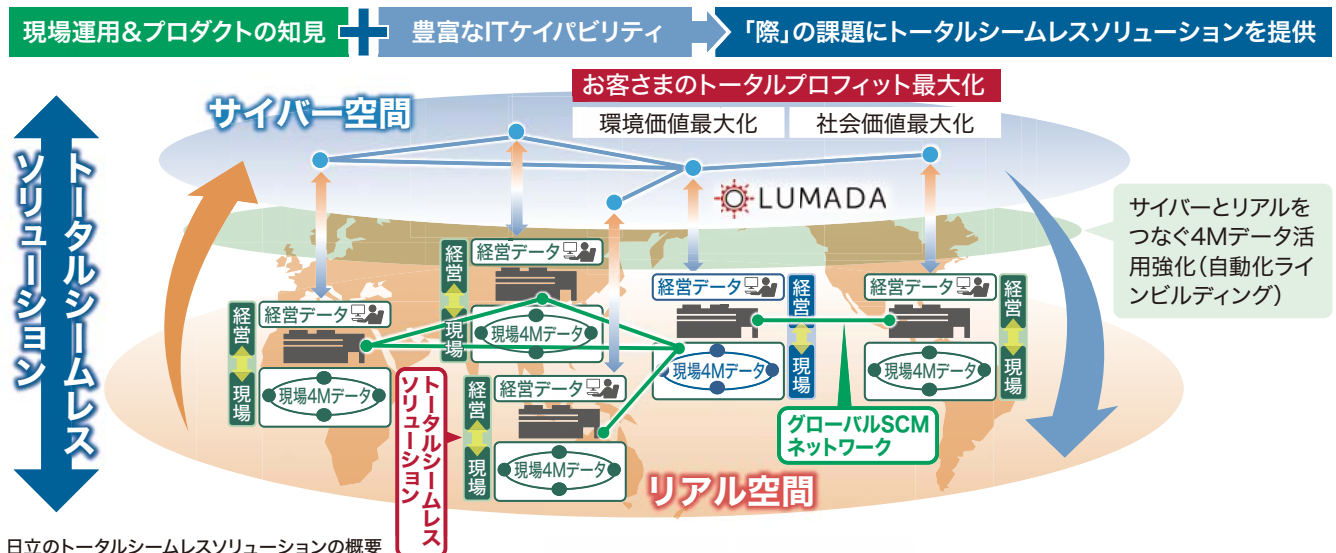 現場運用&プロダクトの知見
豊富なITケイパビリティ
「際」の課題にトータルシームレスソリューションを提供
お客さまのトータルプロフィット最大化
環境価値最大化
社会価値最大化
サイバー空間
トータルシームレス
ソリューション
LUMADA
サイバーとリアルを
つなぐ4Mデータ活
用強化(自動化ライ
ンビルディング)
経営
現場
経営データ
現場4Mデータ
経営
現場
経営データ
現場4Mデータ
経営データ
経営
現場
現場4Mデータ
経営データ
経営
現場
現場4Mデータ
経営
現場
経営データ
現場4Mデータ
トータルシームレス
ソリューション
グローバルSCM
ネットワーク
リアル空間
日立のトータルシームレスソリューションの概要